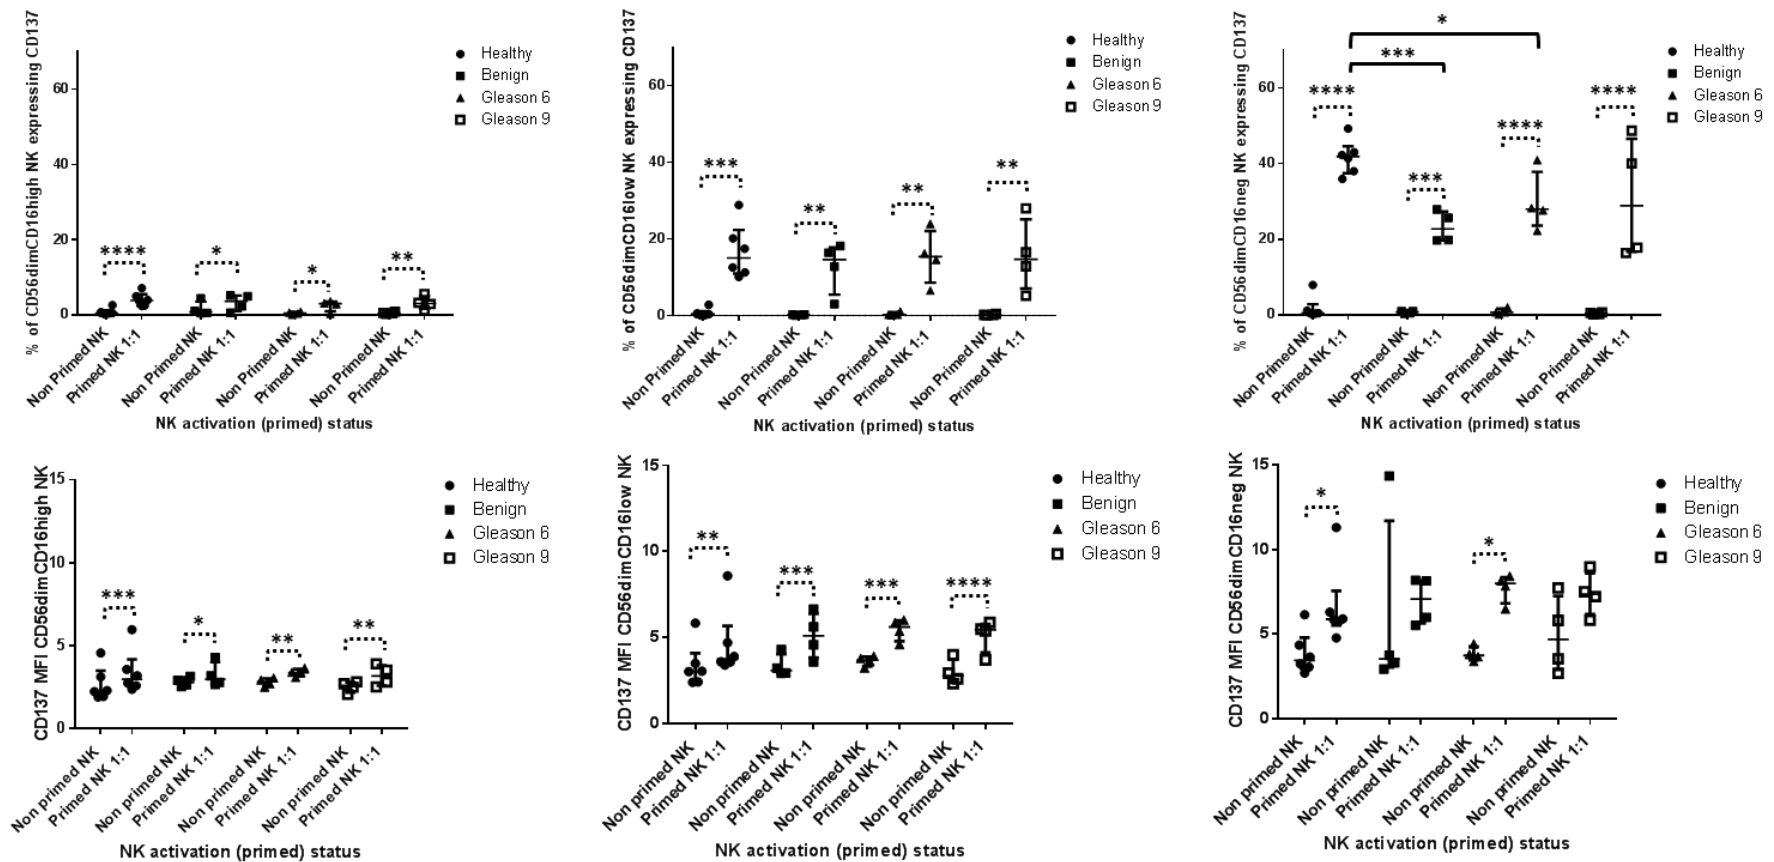 % of CD56dimCD16high NK expressing CD137
60
40
20
0
****
*
*
**
Healthy
Benign
Gleason 6
Gleason 9
Non Primed NK
Primed NK 1:1
Non Primed NK
Primed NK 1:1
Non Primed NK
Primed NK 1:1
Non Primed NK
Primed NK 1:1
NK activation (primed) status
% of CD56dimCD16low NK expressing CD137
60
40
20
0
***
**
**
**
Healthy
Benign
Gleason 6
Gleason 9
Non Primed NK
Primed NK 1:1
Non Primed NK
Primed NK 1:1
Non Primed NK
Primed NK 1:1
Non Primed NK
Primed NK 1:1
NK activation (primed) status
% of CD56dimCD16neg NK expressing CD137
60
40
20
0
*
***
****
***
****
****
Healthy
Benign
Gleason 6
Gleason 9
Non Primed NK
Primed NK 1:1
Non Primed NK
Primed NK 1:1
Non Primed NK
Primed NK 1:1
Non Primed NK
Primed NK 1:1
NK activation (primed) status
CD137 MFI CD56dimCD16high NK
15
10
5
0
***
*
**
**
Healthy
Benign
Gleason 6
Gleason 9
Non primed NK
Primed NK 1:1
Non primed NK
Primed NK 1:1
Non primed NK
Primed NK 1:1
Non primed NK
Primed NK 1:1
NK activation (primed) status
CD137 MFI CD56dimCD16low NK
15
10
5
0
**
***
***
****
Healthy
Benign
Gleason 6
Gleason 9
Non primed NK
Primed NK 1:1
Non primed NK
Primed NK 1:1
Non primed NK
Primed NK 1:1
Non primed NK
Primed NK 1:1
NK activation (primed) status
CD137 MFI CD56dimCD16neg NK
15
10
5
0
*
*
Healthy
Benign
Gleason 6
Gleason 9
Non primed NK
Primed NK 1:1
Non primed NK
Primed NK 1:1
Non primed NK
Primed NK 1:1
Non primed NK
Primed NK 1:1
NK activation (primed) status